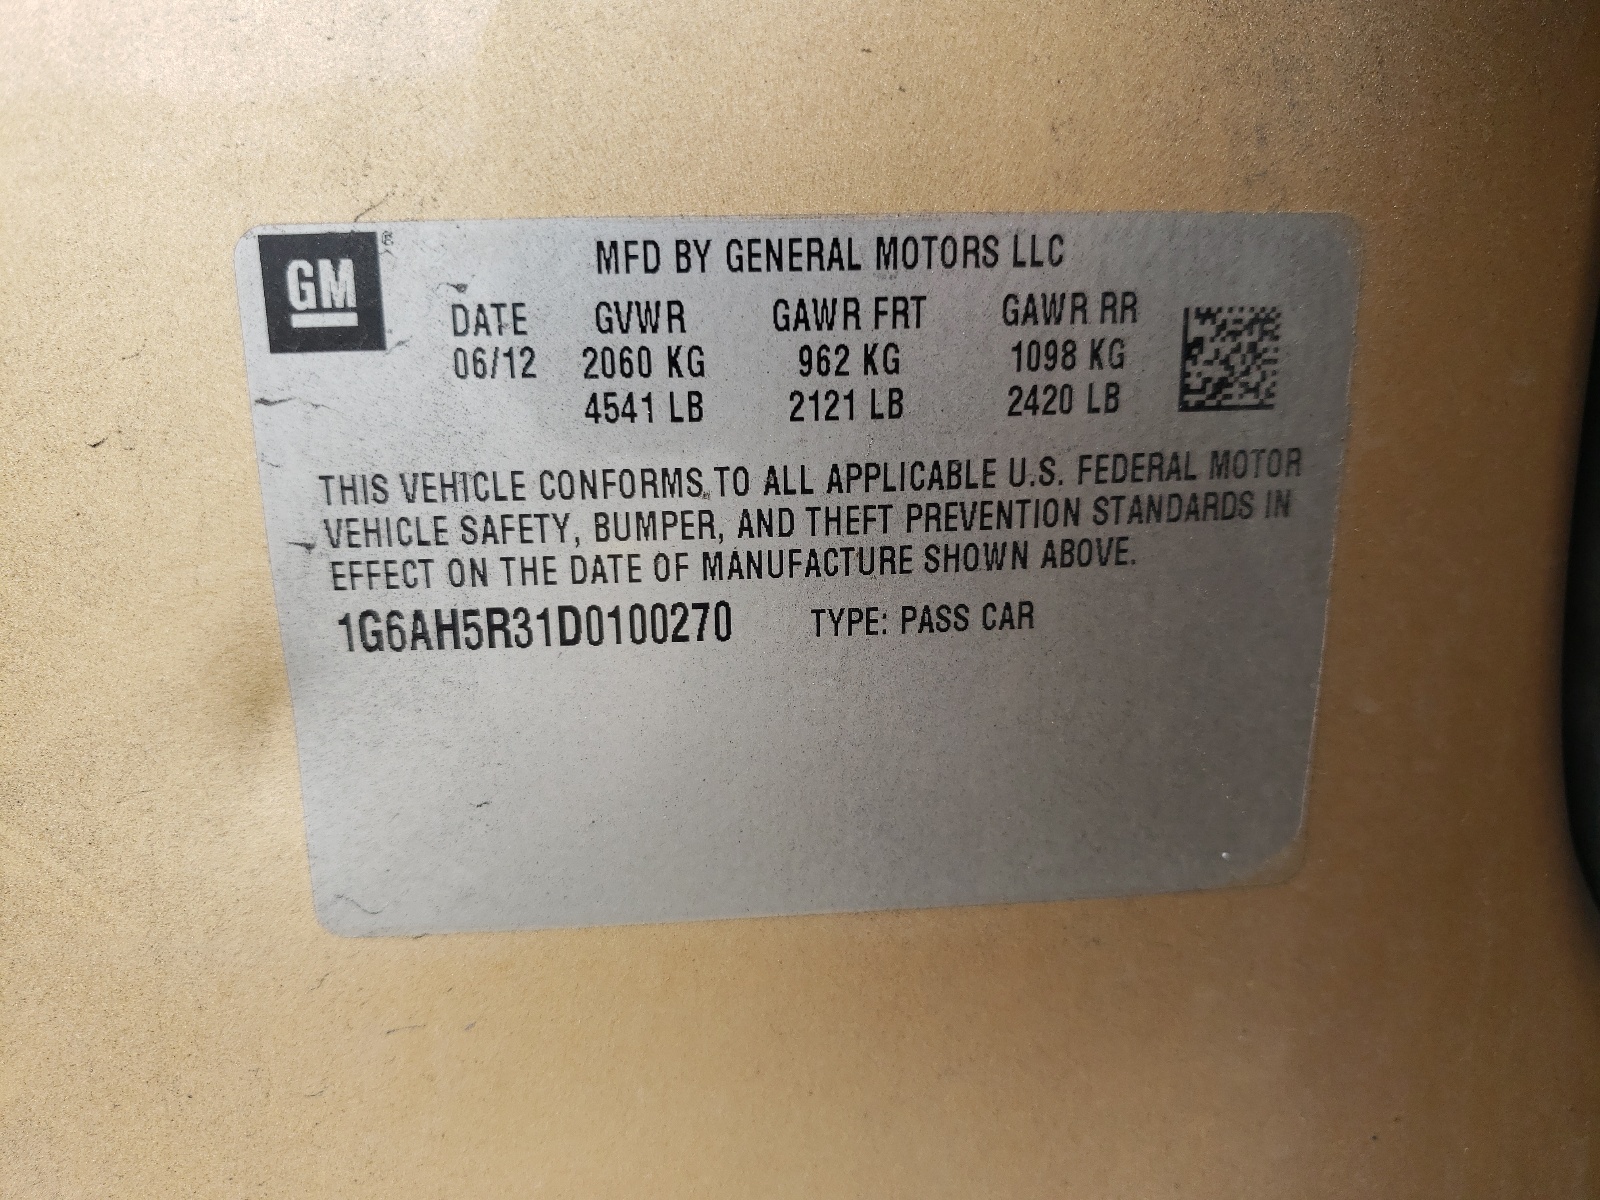 GM®
MFD BY GENERAL MOTORS LLC
DATE GVWR GAWR FRT GAWR RR
06/12 2060 KG 962 KG 1098 KG
4541 LB 2121 LB 2420 LB
THIS VEHICLE CONFORMS TO ALL APPLICABLE U.S. FEDERAL MOTOR
VEHICLE SAFETY, BUMPER, AND THEFT PREVENTION STANDARDS IN
EFFECT ON THE DATE OF MANUFACTURE SHOWN ABOVE.
1G6AH5R31D0100270 TYPE: PASS CAR